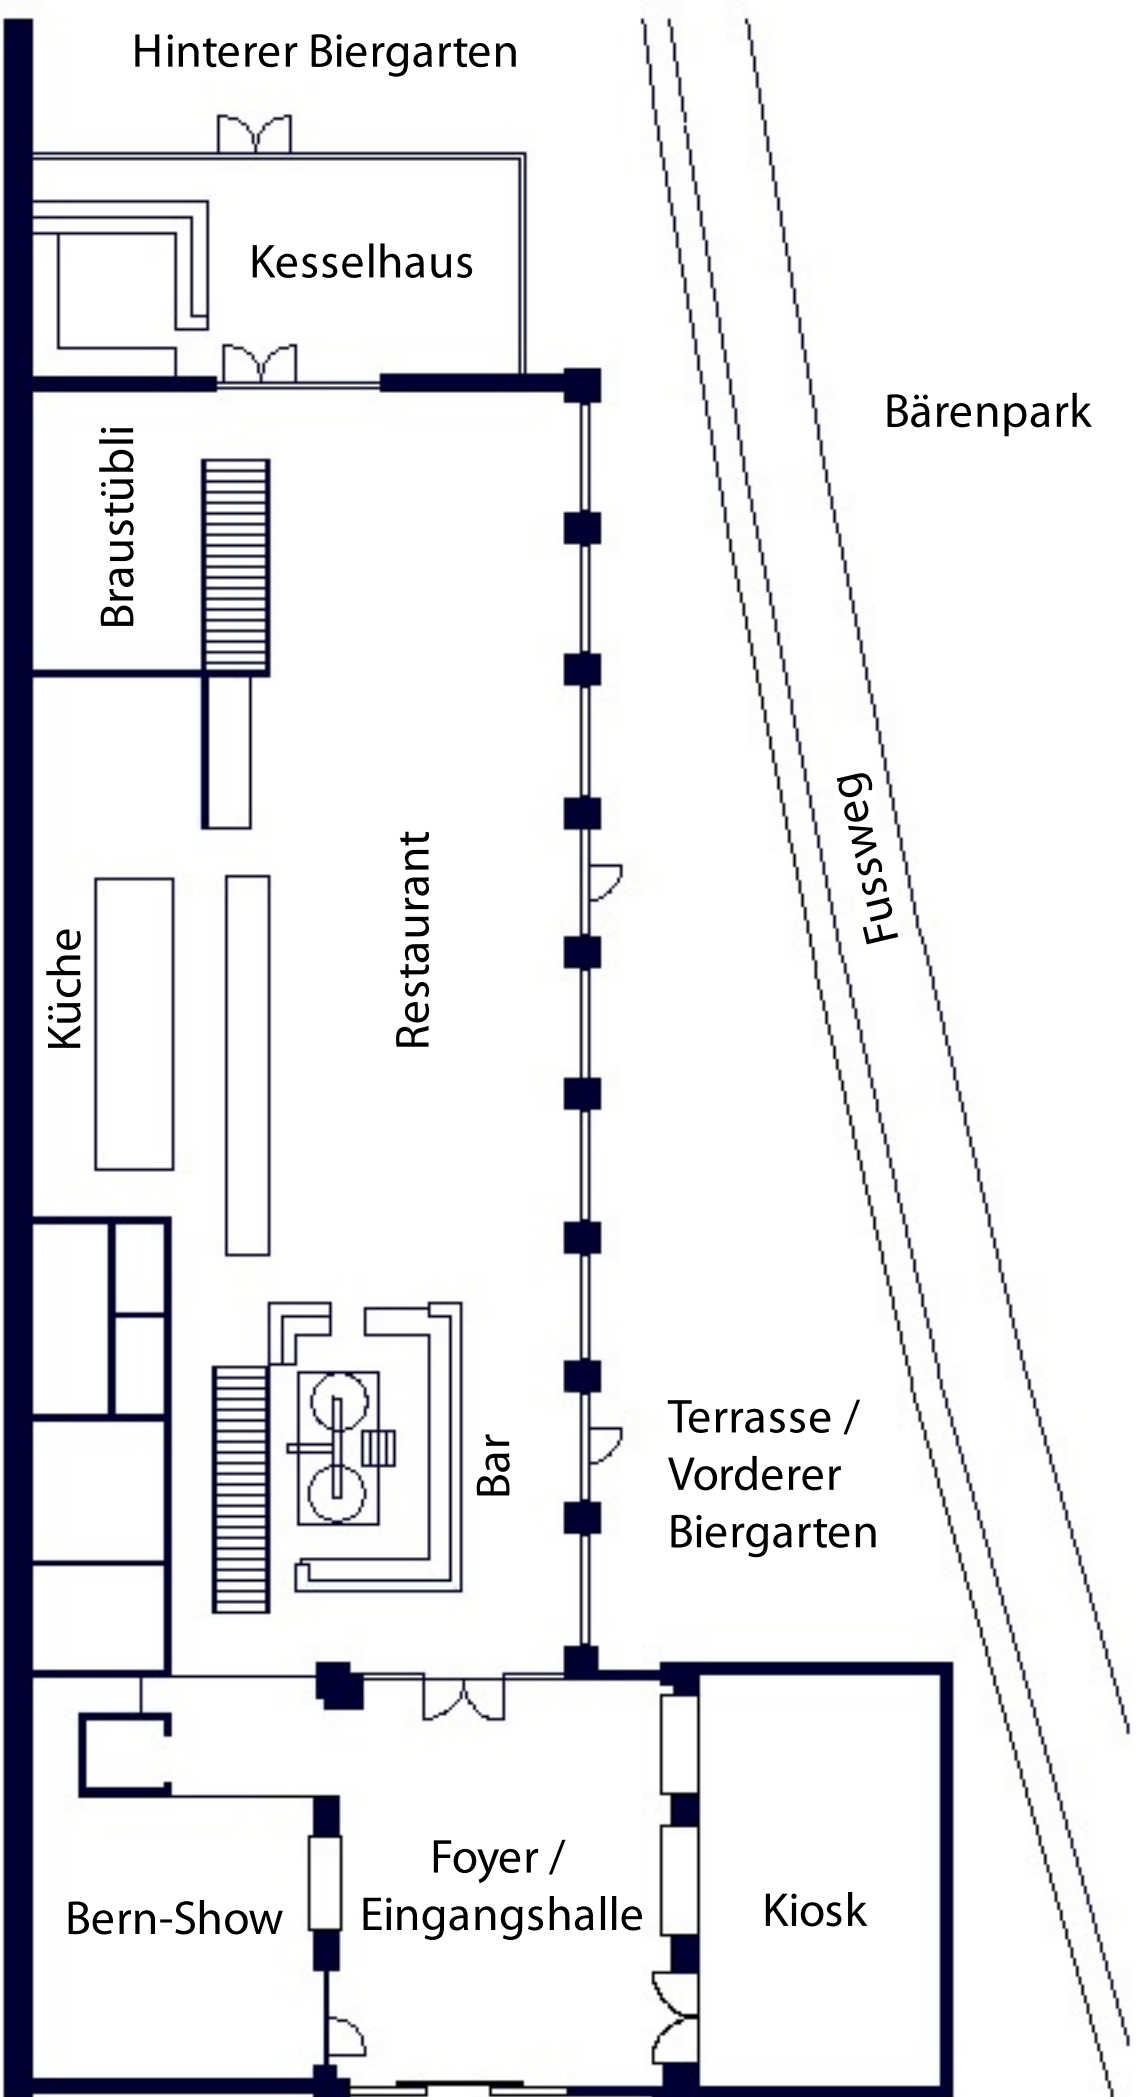 Hinterer Biergarten
Kesselhaus
Bärenpark
Braustübli
Fussweg
Restaurant
Küche
Terrasse /
Vorderer
Biergarten
Bar
Foyer /
Eingangshalle
Bern-Show
Kiosk